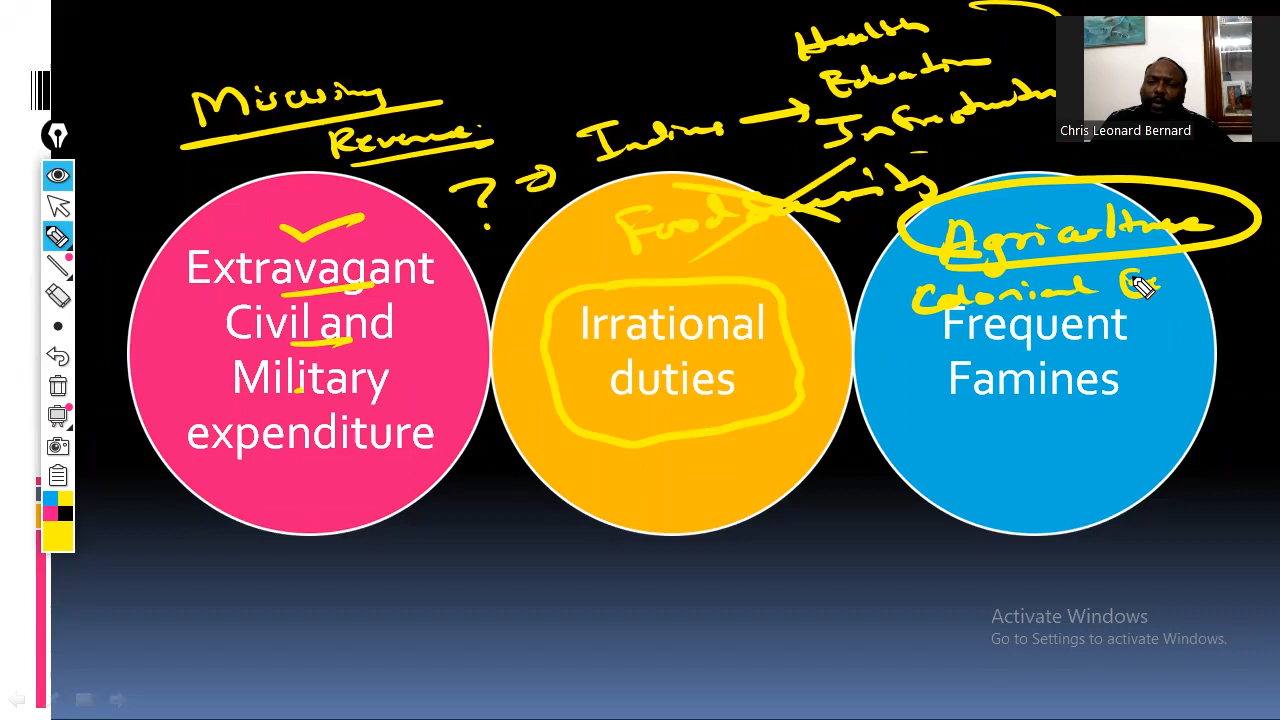 Health
Education
Missing
Revenue.
? → Indians →
Food Security
Agriculture
Colonial
Chris Leonard Bernard
Extravagant
Civil and
Military
expenditure
Irrational
duties
Frequent
Famines
Activate Windows
Go to Settings to activate Windows.